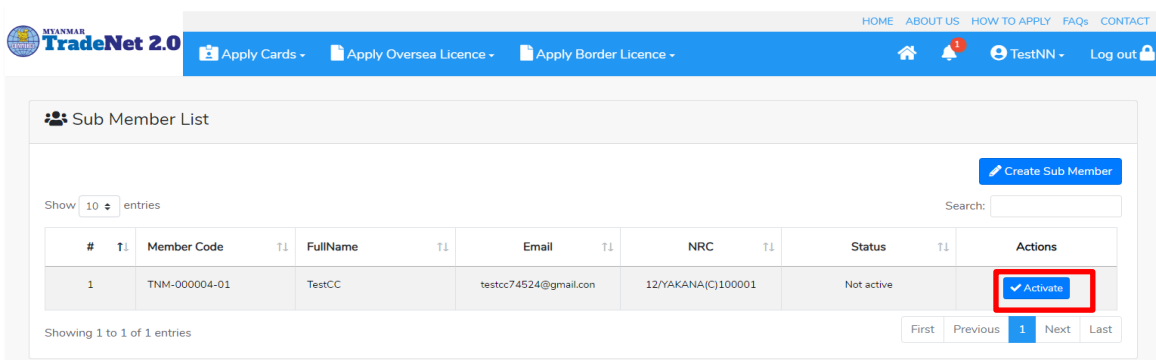 HOME ABOUT US HOW TO APPLY FAQs CONTACT
MYANMAR
TradeNet 2.0
Apply Cards Apply Oversea Licence Apply Border Licence 1 TestNN Log out
Sub Member List
Create Sub Member
Show 10 entries Search:
# Member Code FullName Email NRC Status Actions
1 TNM-000004-01 TestCC testcc74524@gmail.con 12/YAKANA(C)100001 Not active Activate
Showing 1 to 1 of 1 entries First Previous 1 Next Last